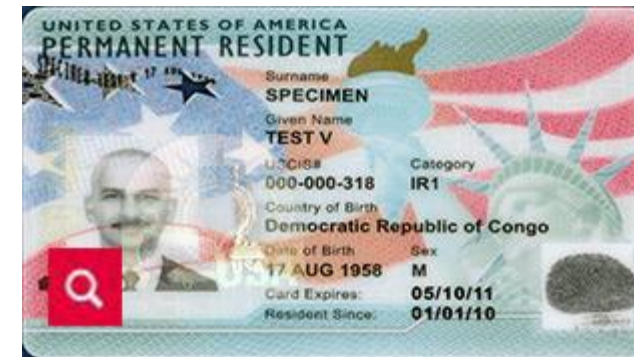 UNITED STATES OF AMERICA
PERMANENT RESIDENT
Surname
SPECIMEN
Given Name
TEST V
USCIS# Category
000-000-318 IR1
Country of Birth
Democratic Republic of Congo
Date of Birth Sex
17 AUG 1958 M
Card Expires: 05/10/11
Resident Since: 01/01/10